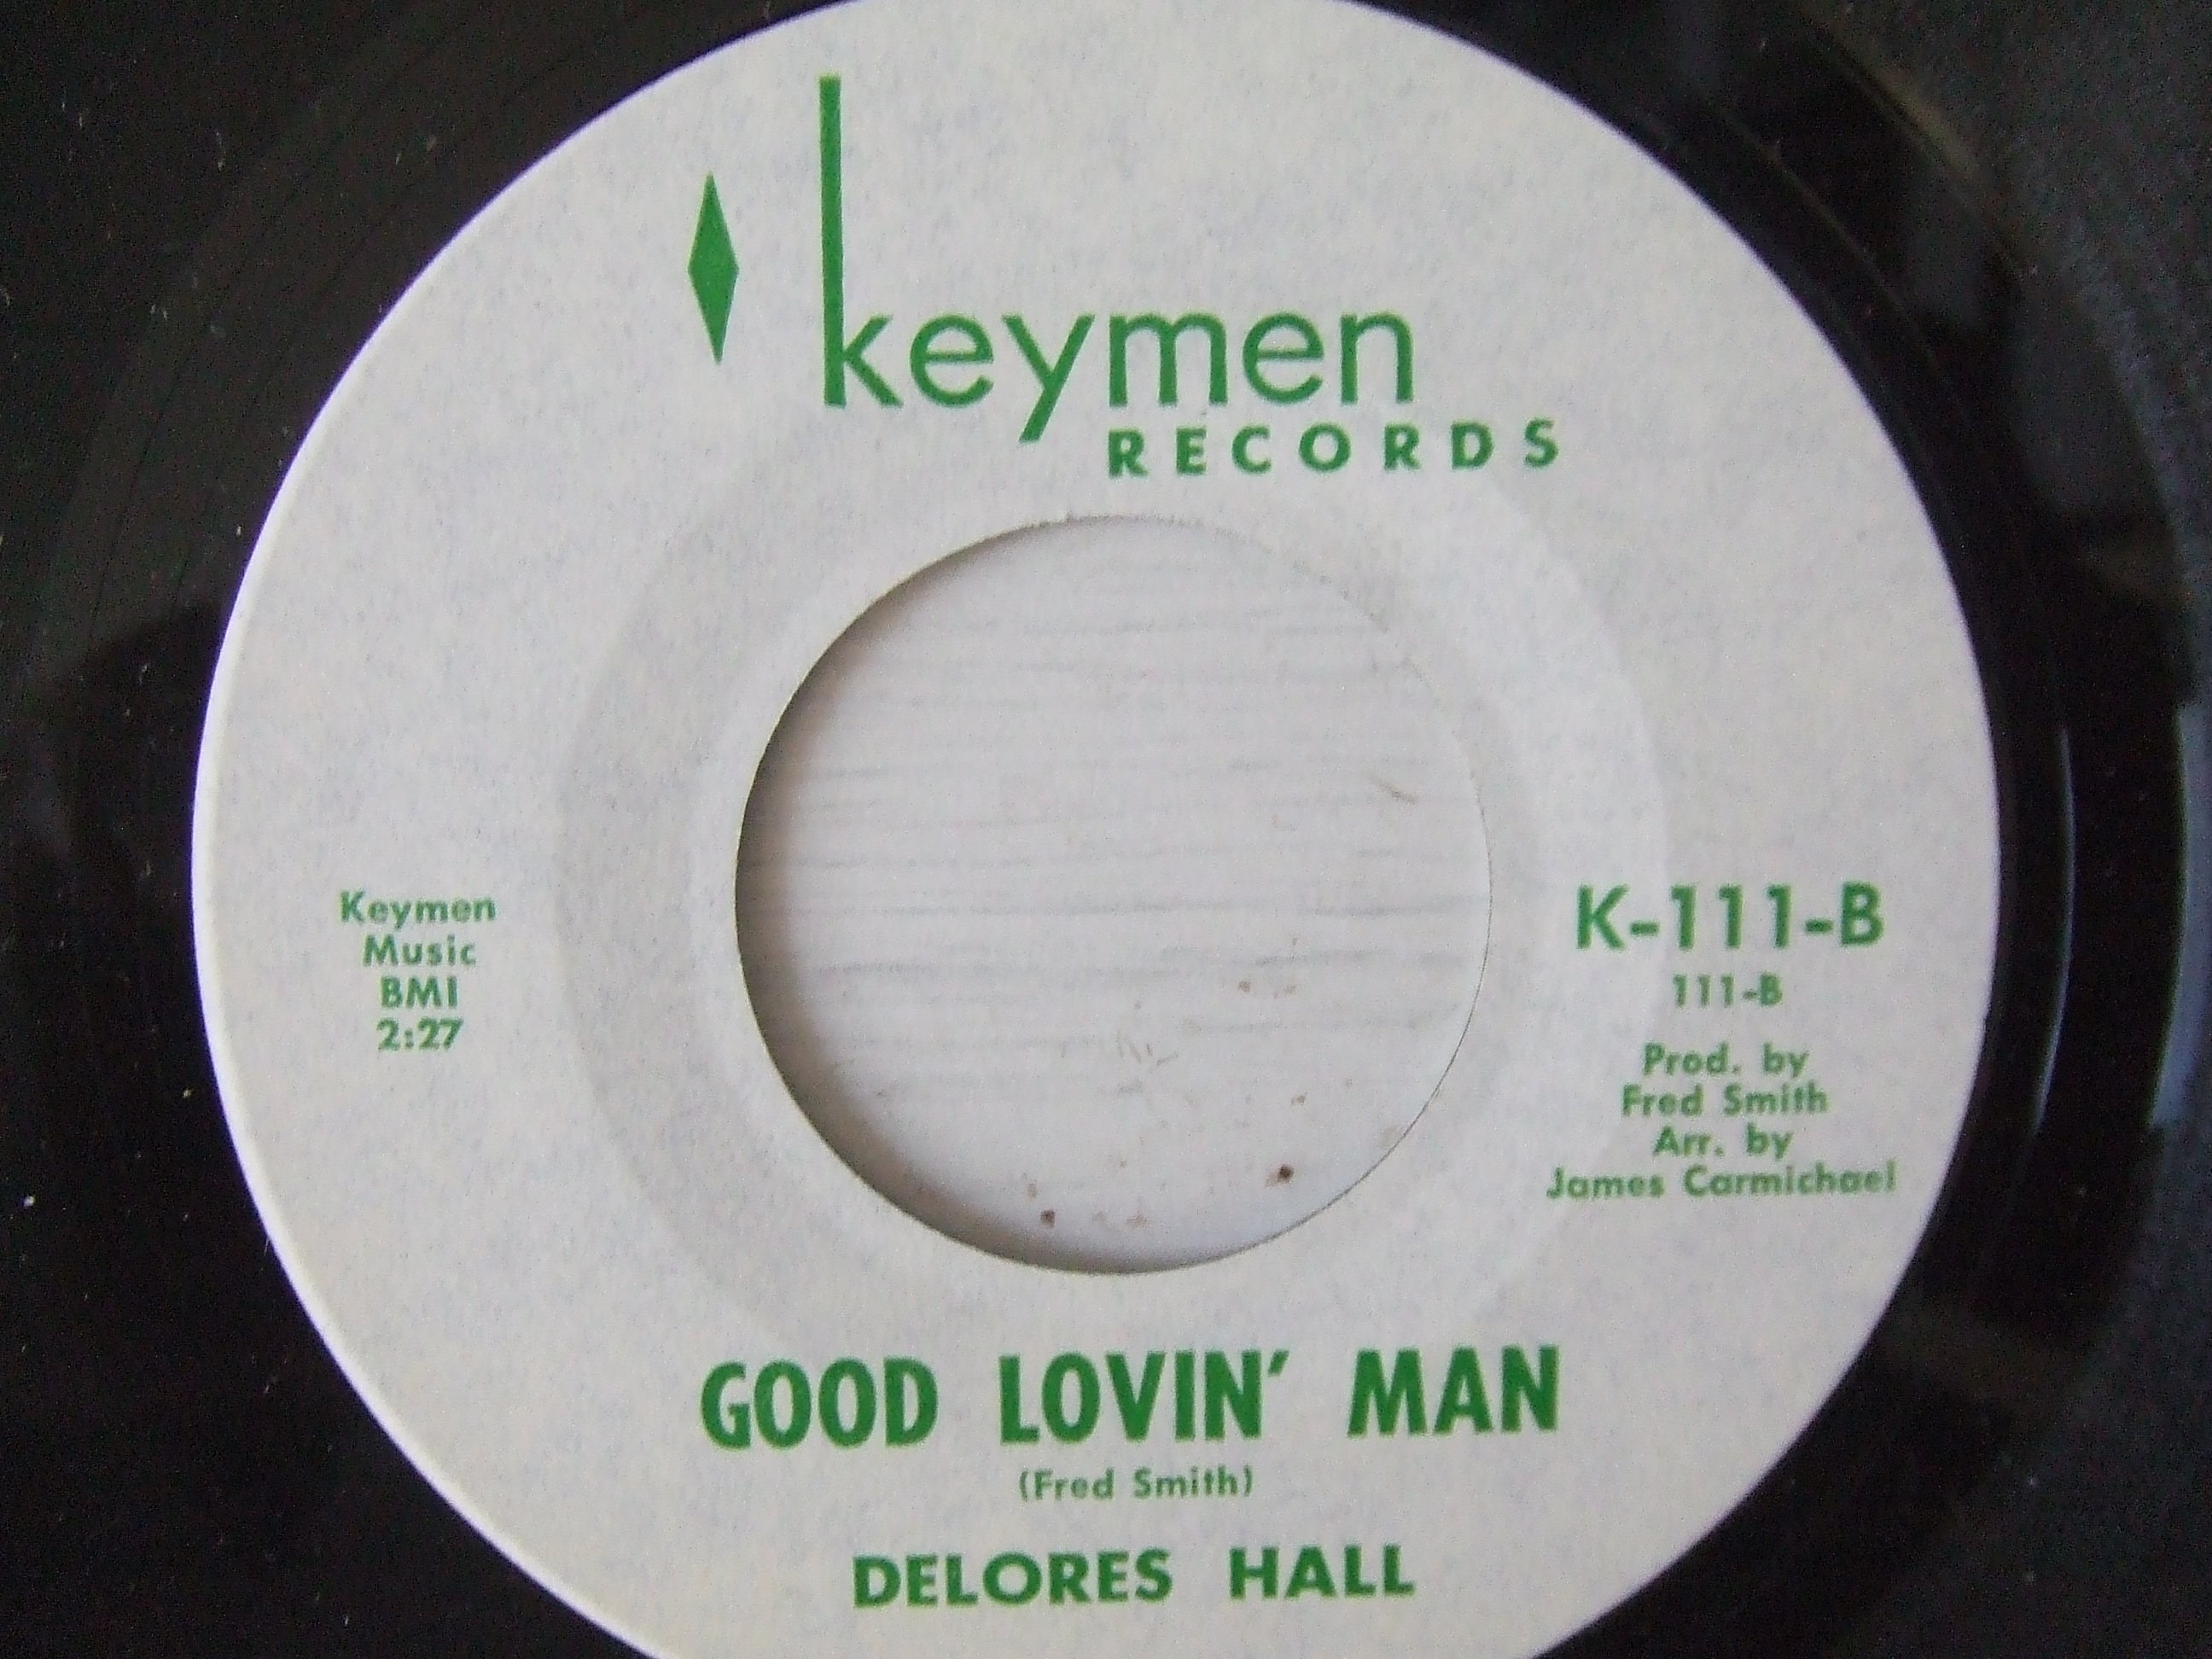 keymen
RECORDS
Keymen
Music
BMI
2:27
K-111-B
111-B
Prod. by
Fred Smith
Arr. by
James Carmichael
GOOD LOVIN' MAN
(Fred Smith)
DELORES HALL